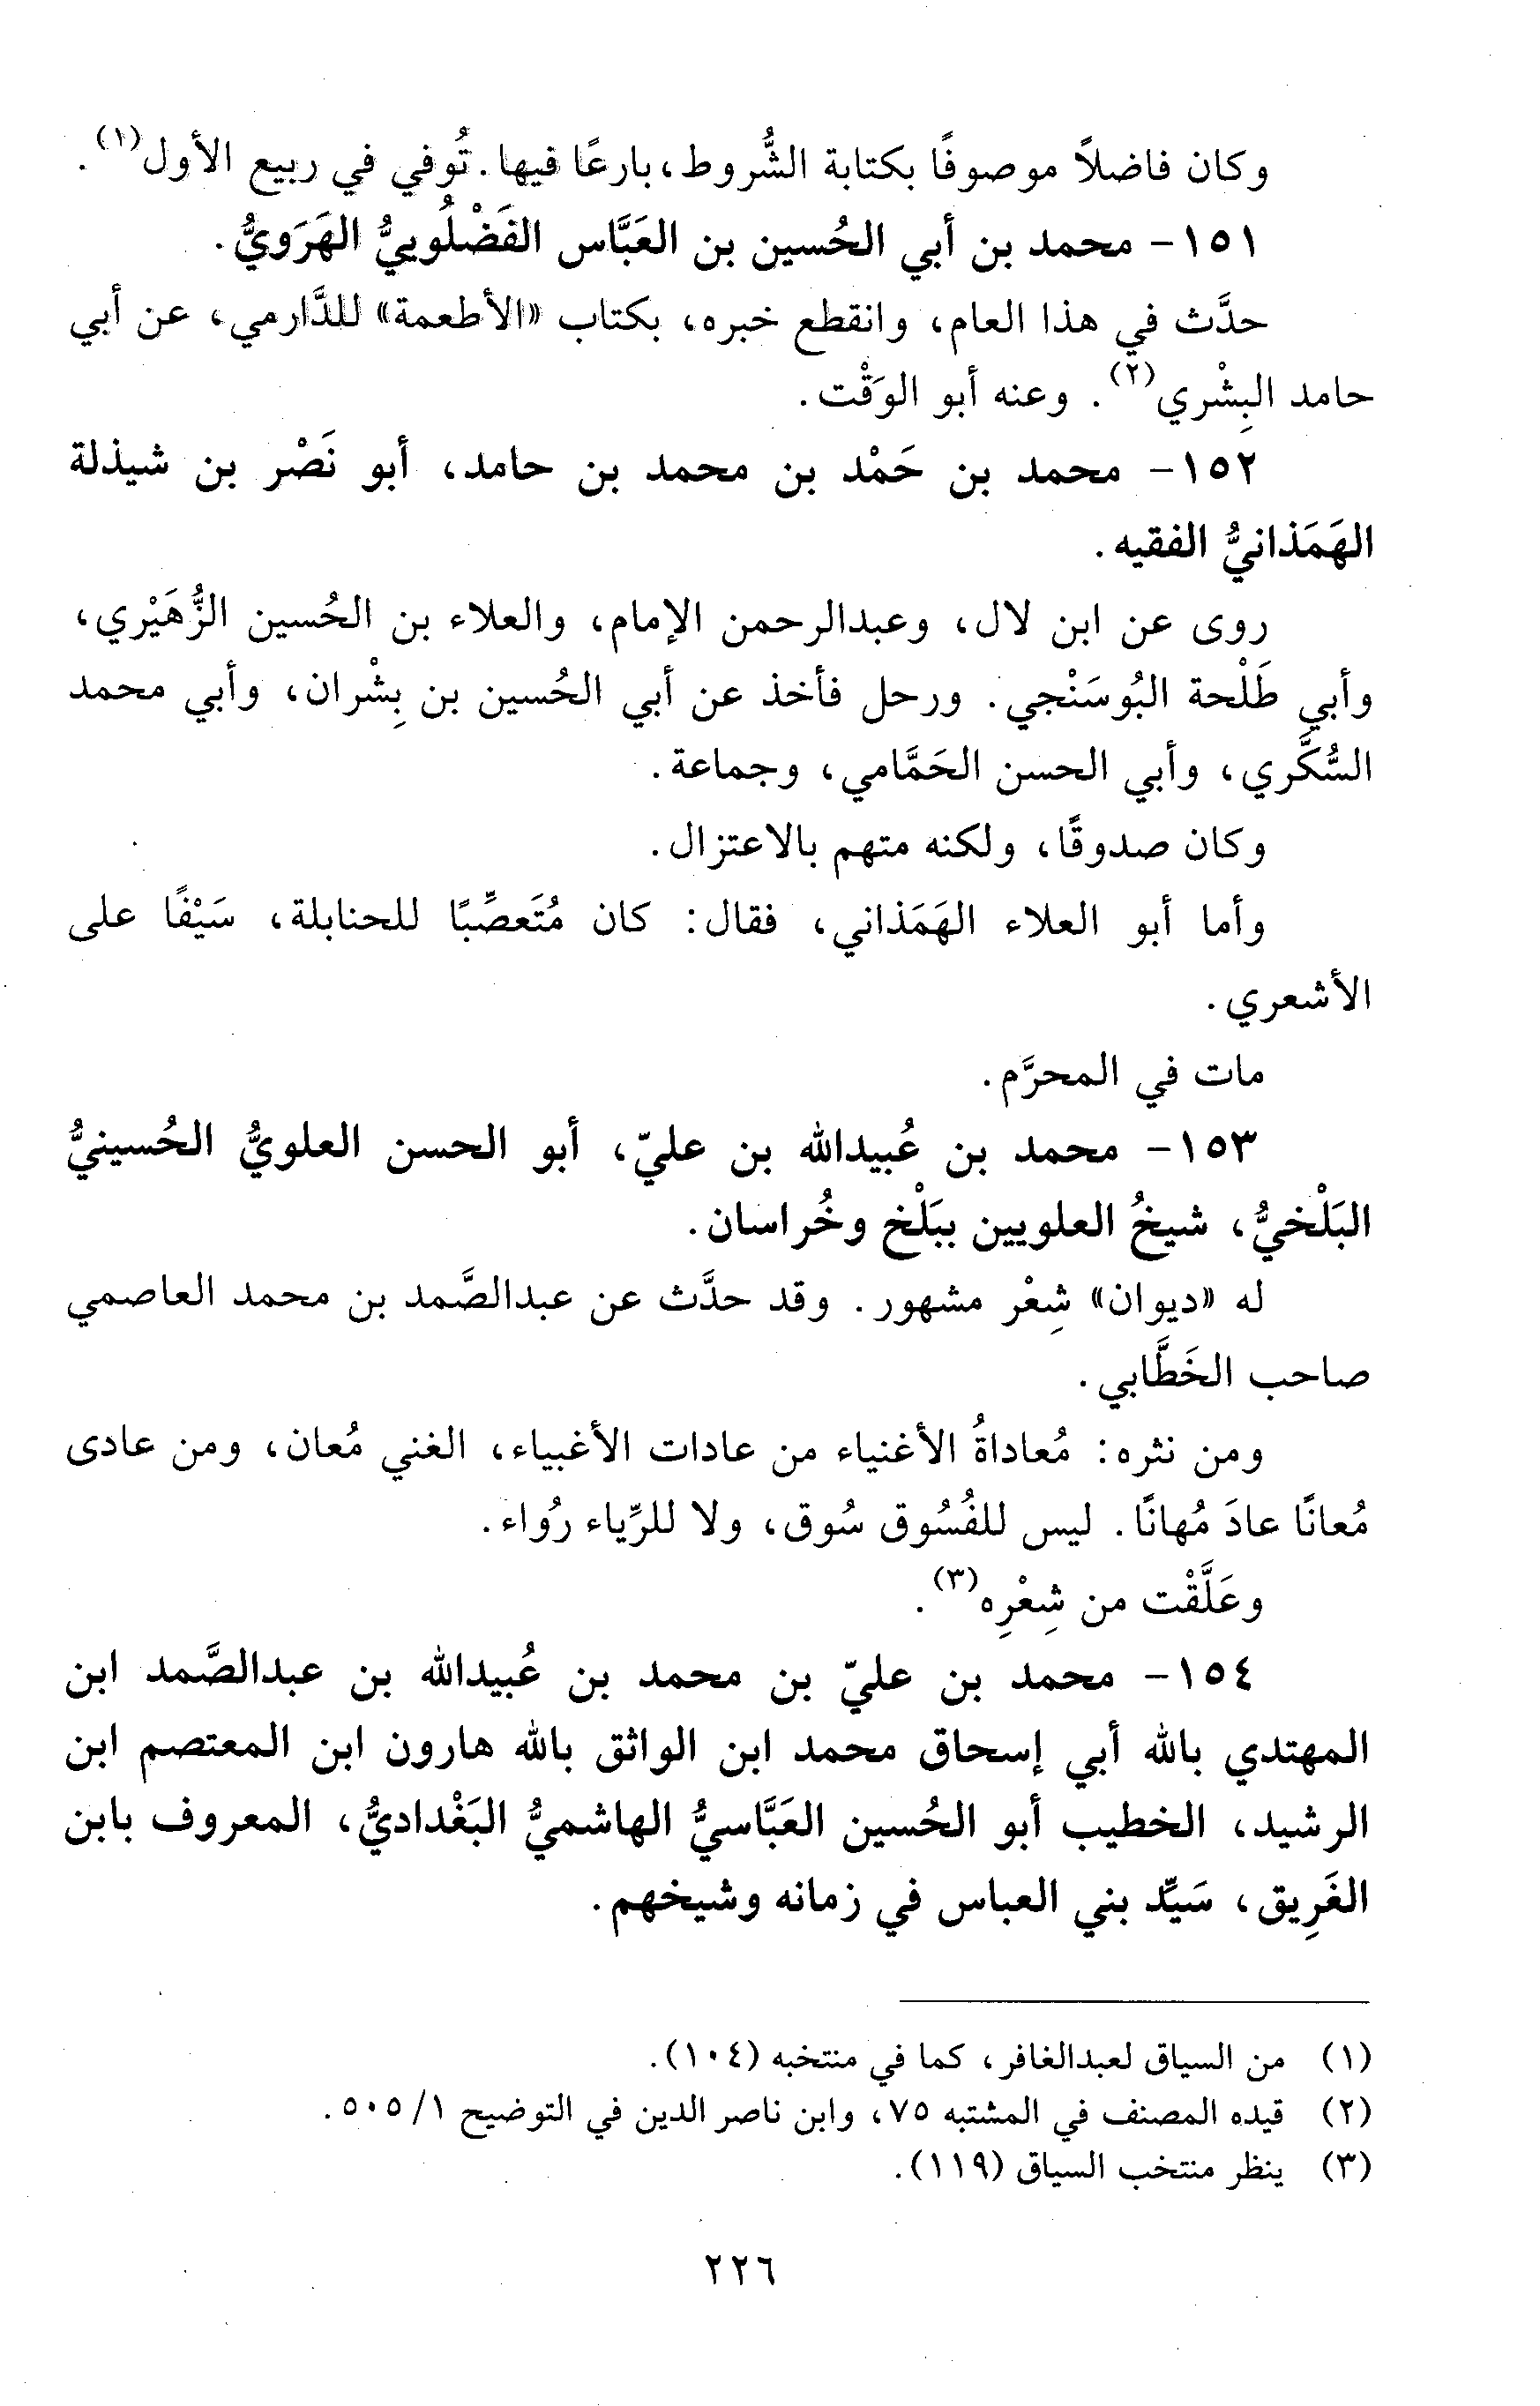 وكان فاضلاً موصوفًا بكتابة الشُّروط، بارعًا فيها. تُوفي في ربيع الأول(١).
١٥١- محمد بن أبي الحُسين بن العَبَّاس الفَضْلُوييُّ الهَرَويُّ.
حدَّث في هذا العام، وانقطع خبره، بكتاب «الأطعمة» للدَّارمي، عن أبي
حامد البِشْري(٢). وعنه أبو الوَقْت.
١٥٢- محمد بن حَمْد بن محمد بن حامد، أبو نَصْر بن شيذلة
الهَمَذانيُّ الفقيه.
روى عن ابن لال، وعبدالرحمن الإمام، والعلاء بن الحُسين الزُّهَيْري،
وأبي طَلْحة البُوسَنْجي. ورحل فأخذ عن أبي الحُسين بن بِشْران، وأبي محمد
السُّكَّري، وأبي الحسن الحَمَّامي، وجماعة.
وكان صدوقًا، ولكنه متهم بالاعتزال.
وأما أبو العلاء الهَمَذاني، فقال: كان مُتَعصِّبًا للحنابلة، سَيْفًا على
الأشعري.
مات في المحرَّم.
١٥٣- محمد بن عُبيدالله بن عليّ، أبو الحسن العلويُّ الحُسينيُّ
البَلْخيُّ، شيخُ العلويين ببَلْخ وخُراسان.
له «ديوان» شِعْر مشهور. وقد حدَّث عن عبدالصَّمد بن محمد العاصمي
صاحب الخَطَّابي.
ومن نثره: مُعاداةُ الأغنياء من عادات الأغبياء، الغني مُعان، ومن عادى
مُعانًا عادَ مُهانًا. ليس للفُسُوق سُوق، ولا للرِّياء رُواء.
وعَلَّقْت من شِعْرِه(٣).
١٥٤- محمد بن عليّ بن محمد بن عُبيدالله بن عبدالصَّمد ابن
المهتدي بالله أبي إسحاق محمد ابن الواثق بالله هارون ابن المعتصم ابن
الرشيد، الخطيب أبو الحُسين العَبَّاسيُّ الهاشميُّ البَغْداديُّ، المعروف بابن
الغَرِيق، سَيِّد بني العباس في زمانه وشيخهم.
(١) من السياق لعبدالغافر، كما في منتخبه (١٠٤).
(٢) قيده المصنف في المشتبه ٧٥، وابن ناصر الدين في التوضيح ١/ ٥٠٥.
(٣) ينظر منتخب السياق (١١٩).
٢٢٦